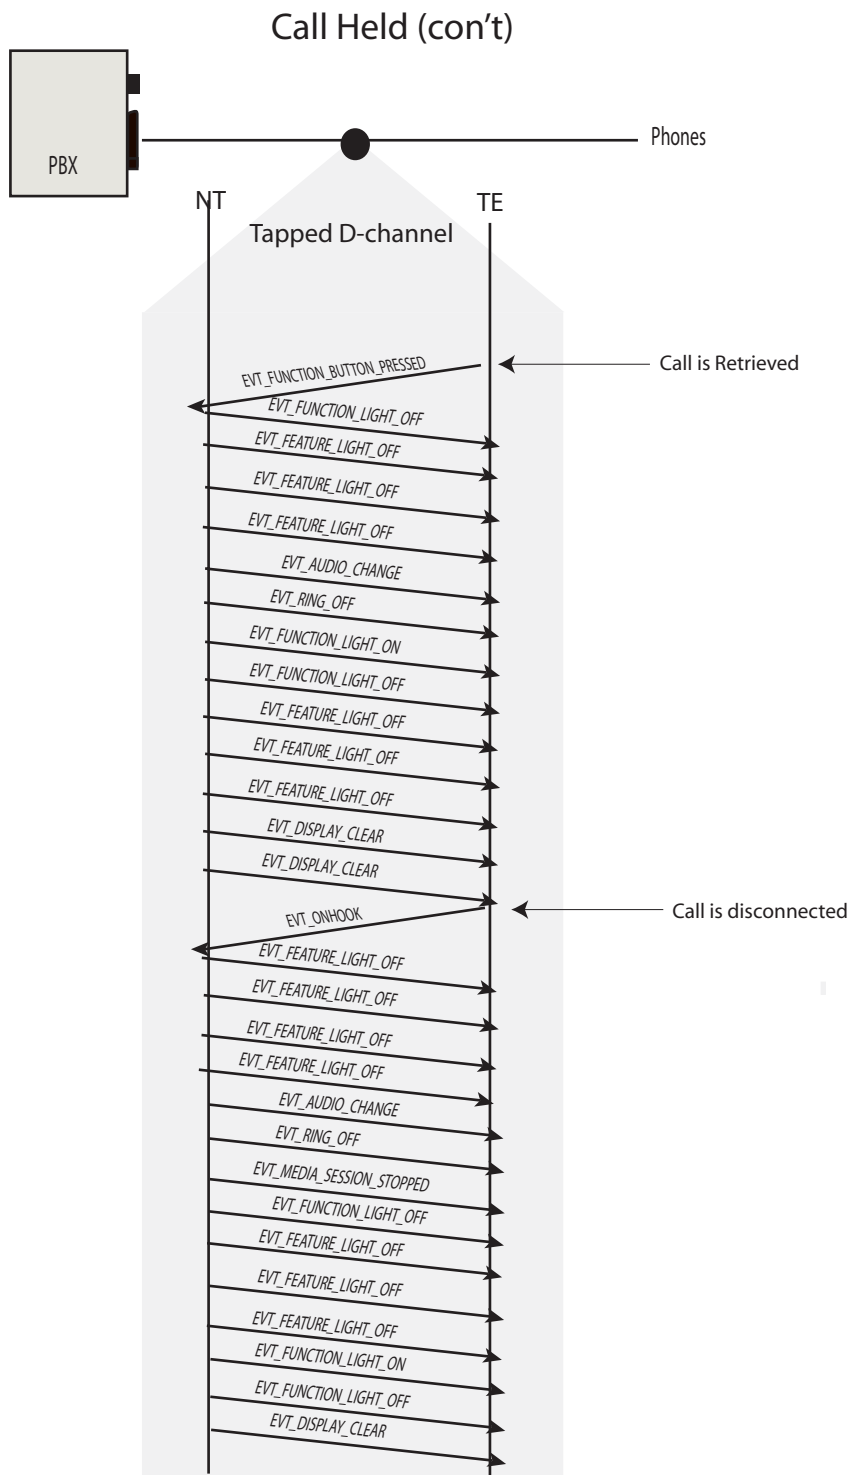 Call Held (con't)
PBX
Phones
NT
TE
Tapped D-channel
EVT_FUNCTION_BUTTON_PRESSED
Call is Retrieved
EVT_FUNCTION_LIGHT_OFF
EVT_FEATURE_LIGHT_OFF
EVT_FEATURE_LIGHT_OFF
EVT_FEATURE_LIGHT_OFF
EVT_AUDIO_CHANGE
EVT_RING_OFF
EVT_FUNCTION_LIGHT_ON
EVT_FUNCTION_LIGHT_OFF
EVT_FEATURE_LIGHT_OFF
EVT_FEATURE_LIGHT_OFF
EVT_FEATURE_LIGHT_OFF
EVT_DISPLAY_CLEAR
EVT_DISPLAY_CLEAR
EVT_ONHOOK
Call is disconnected
EVT_FEATURE_LIGHT_OFF
EVT_FEATURE_LIGHT_OFF
EVT_FEATURE_LIGHT_OFF
EVT_FEATURE_LIGHT_OFF
EVT_AUDIO_CHANGE
EVT_RING_OFF
EVT_MEDIA_SESSION_STOPPED
EVT_FUNCTION_LIGHT_OFF
EVT_FEATURE_LIGHT_OFF
EVT_FEATURE_LIGHT_OFF
EVT_FEATURE_LIGHT_OFF
EVT_FUNCTION_LIGHT_ON
EVT_FUNCTION_LIGHT_OFF
EVT_DISPLAY_CLEAR